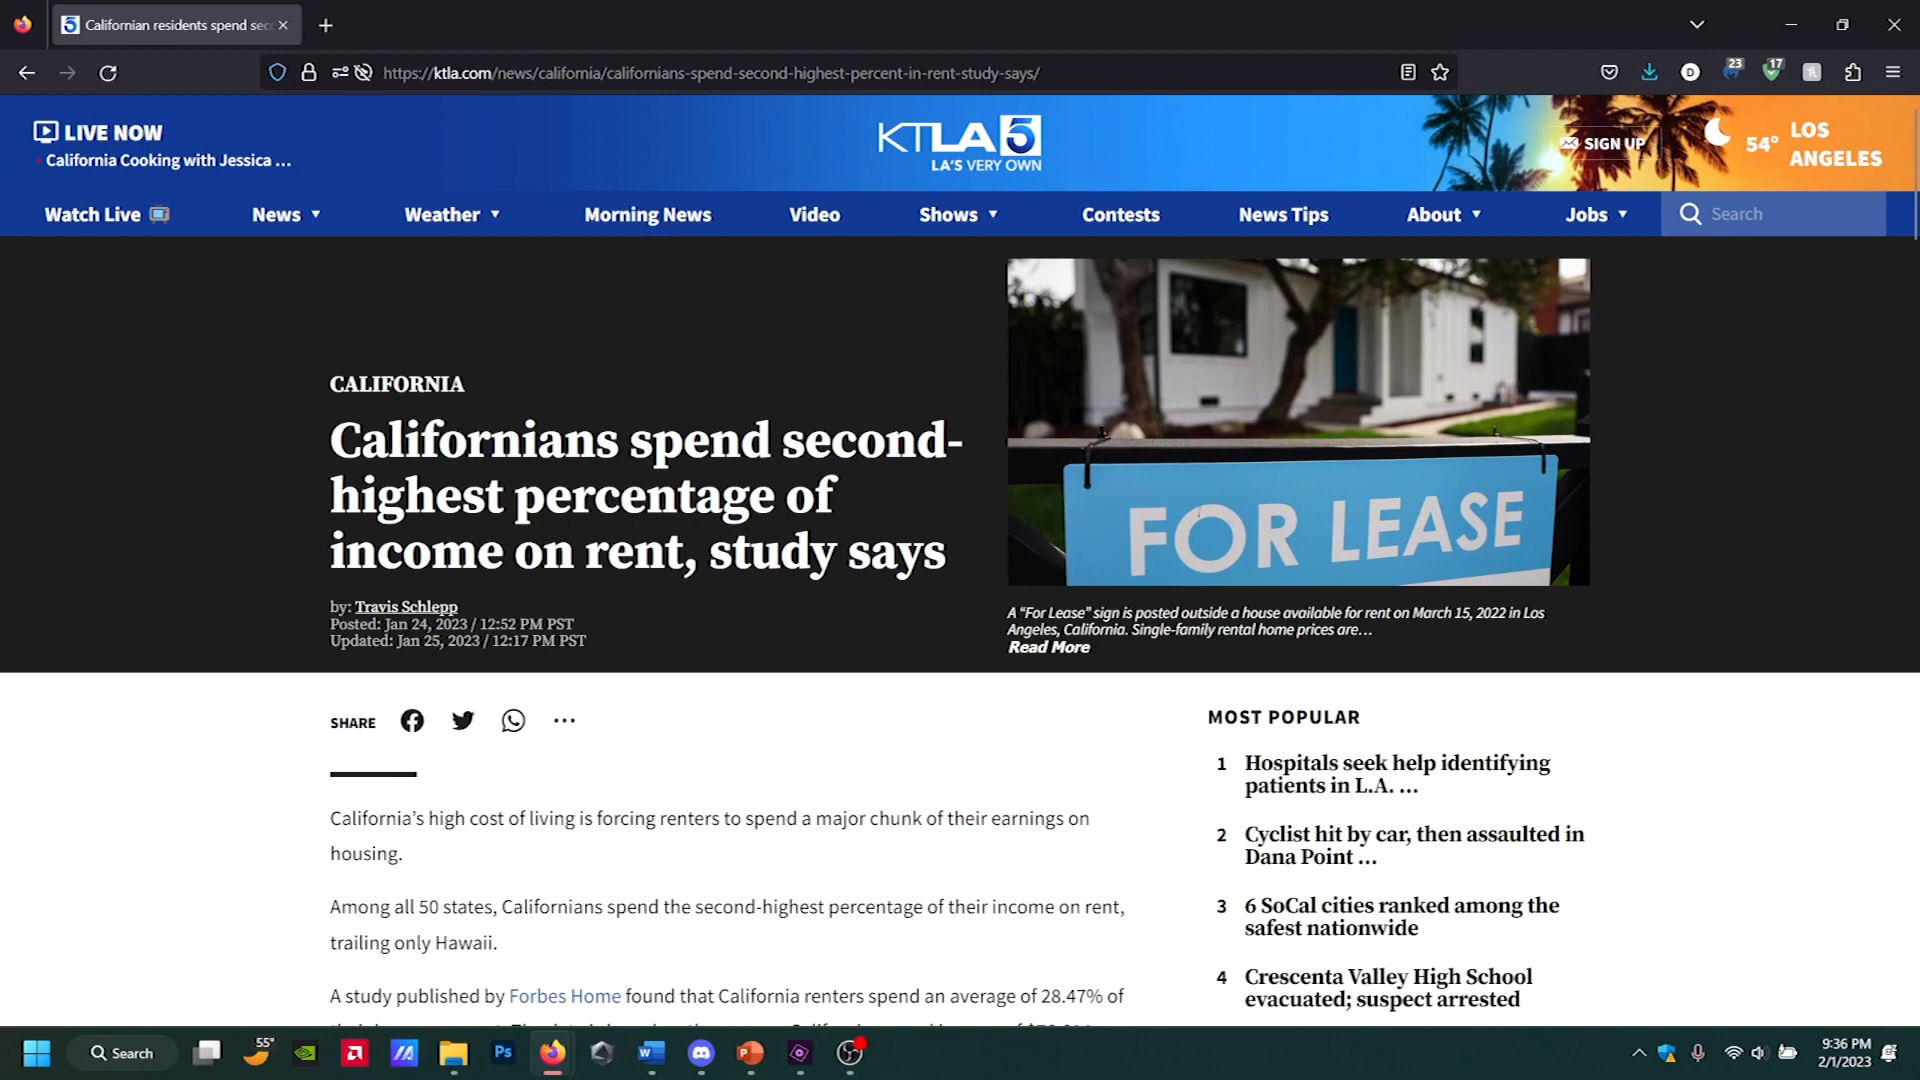 Californian residents spend sec
https://ktla.com/news/california/californians-spend-second-highest-percent-in-rent-study-says/
D
23
17
LIVE NOW
California Cooking with Jessica ...
KTLA 5
LA'S VERY OWN
SIGN UP
54°
LOS
ANGELES
Watch Live
News
Weather
Morning News
Video
Shows
Contests
News Tips
About
Jobs
Search
CALIFORNIA
Californians spend second-
highest percentage of
income on rent, study says
by: Travis Schlepp
Posted: Jan 24, 2023 / 12:52 PM PST
Updated: Jan 25, 2023 / 12:17 PM PST
FOR LEASE
A “For Lease” sign is posted outside a house available for rent on March 15, 2022 in Los
Angeles, California. Single-family rental home prices are…
Read More
SHARE
California’s high cost of living is forcing renters to spend a major chunk of their earnings on
housing.
Among all 50 states, Californians spend the second-highest percentage of their income on rent,
trailing only Hawaii.
A study published by Forbes Home found that California renters spend an average of 28.47% of
MOST POPULAR
1 Hospitals seek help identifying
patients in L.A. …
2 Cyclist hit by car, then assaulted in
Dana Point …
3 6 SoCal cities ranked among the
safest nationwide
4 Crescenta Valley High School
evacuated; suspect arrested
Search
55°
Ps
9:36 PM
2/1/2023